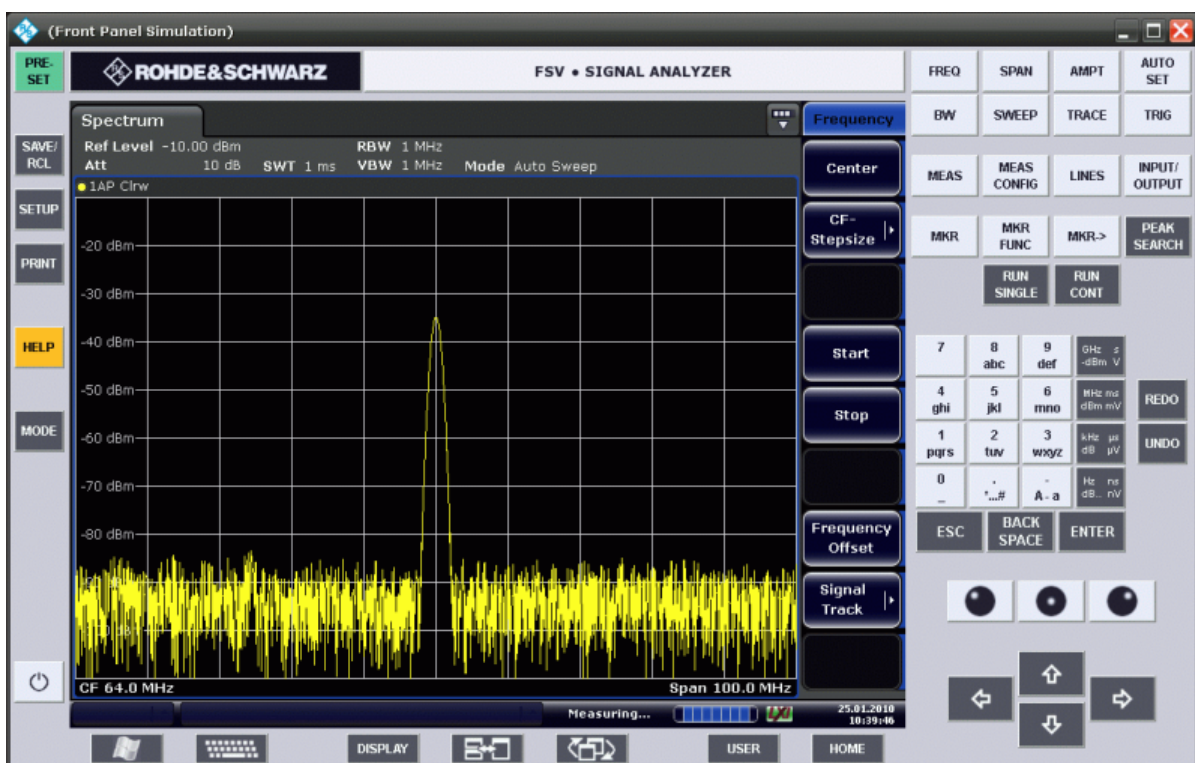 (Front Panel Simulation)
PRE-
SET
ROHDE&SCHWARZ
FSV • SIGNAL ANALYZER
FREQ
SPAN
AMPT
AUTO
SET
Spectrum
Frequency
BW
SWEEP
TRACE
TRIG
SAVE/
RCL
Ref Level -10.00 dBm
RBW 1 MHz
Att 10 dB SWT 1 ms VBW 1 MHz Mode Auto Sweep
1AP Clrw
Center
MEAS
MEAS
CONFIG
LINES
INPUT/
OUTPUT
SETUP
CF-
Stepsize
MKR
MKR
FUNC
MKR->
PEAK
SEARCH
-20 dBm
PRINT
RUN
SINGLE
RUN
CONT
-30 dBm
HELP
-40 dBm
Start
7
8
abc
9
def
GHz s
-dBm V
-50 dBm
Stop
4
ghi
5
jkl
6
mno
MHz ms
dBm mV
REDO
MODE
-60 dBm
1
pqrs
2
tuv
3
wxyz
kHz µs
dB µV
UNDO
-70 dBm
0
_
.
*...#
-
A - a
Hz ns
dB.. nV
-80 dBm
Frequency
Offset
ESC
BACK
SPACE
ENTER
Signal
Track
CF 64.0 MHz
Span 100.0 MHz
Measuring...
25.01.2010
10:39:46
DISPLAY
USER
HOME